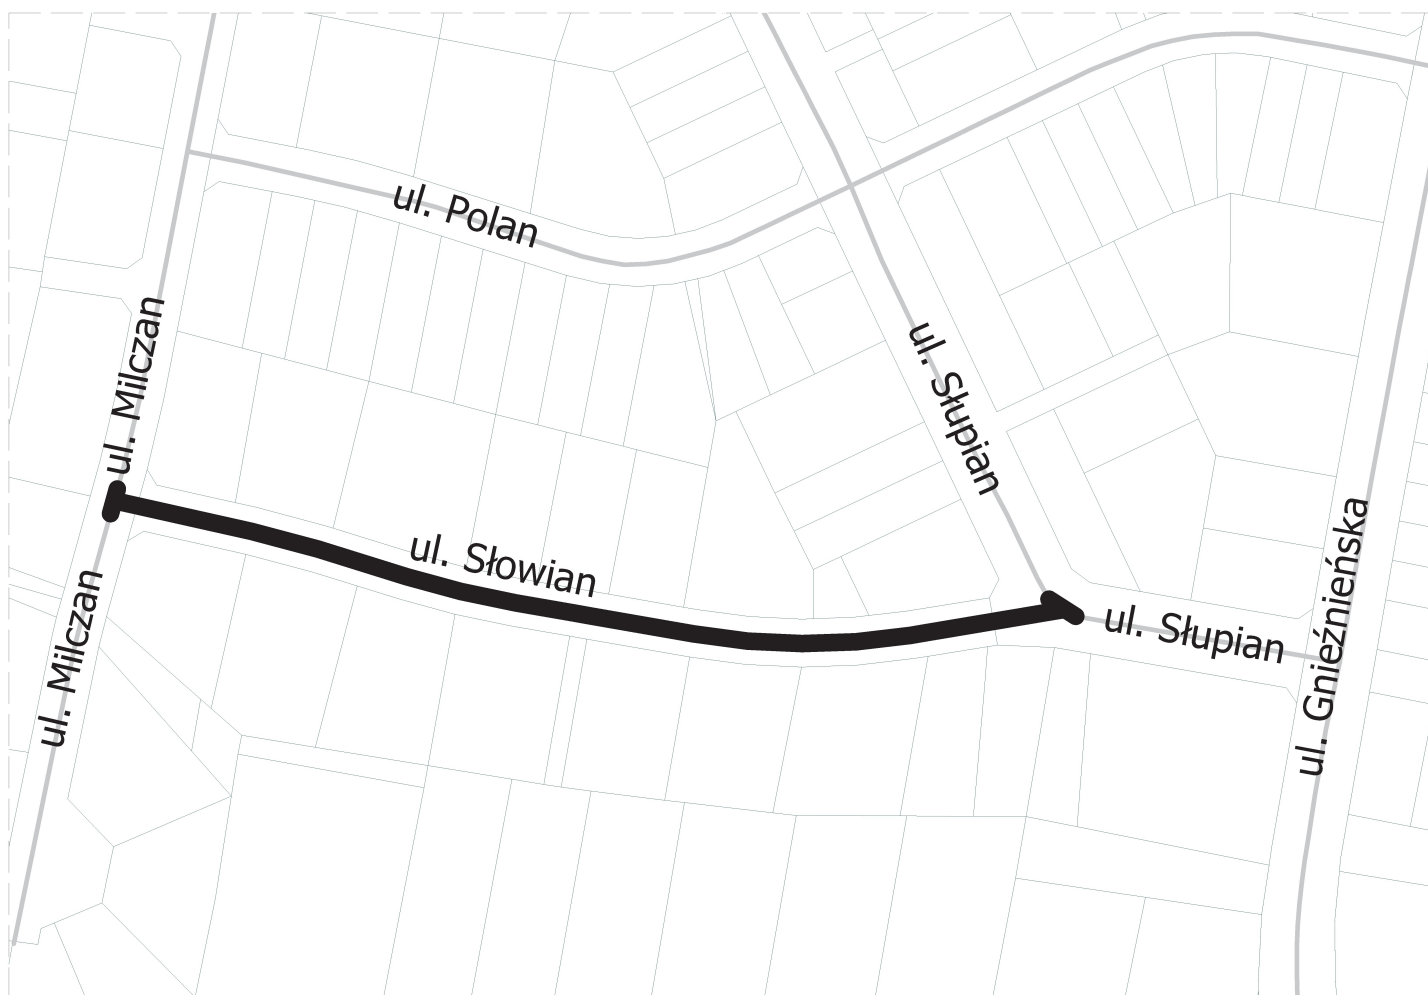 ul. Polan
ul. Milczan
ul. Słupian
ul. Słowian
ul. Milczan
ul. Słupian
ul. Gnieźnieńska